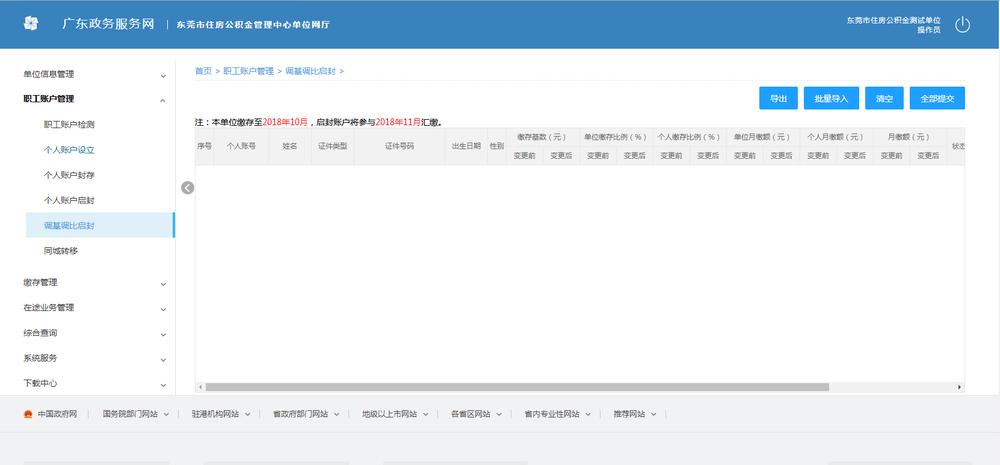 广东政务服务网 | 东莞市住房公积金管理中心单位网厅
东莞市住房公积金测试单位
操作员
单位信息管理
职工账户管理
职工账户检测
个人账户设立
个人账户封存
个人账户启封
调基调比启封
同城转移
缴存管理
在途业务管理
综合查询
系统服务
下载中心
首页 > 职工账户管理 > 调基调比启封 >
导出 批量导入 清空 全部提交
注：本单位缴存至2018年10月，启封账户将参与2018年11月汇缴。
序号 个人账号 姓名 证件类型 证件号码 出生日期 性别 缴存基数（元） 单位缴存比例（%） 个人缴存比例（%） 单位月缴额（元） 个人月缴额（元） 月缴额（元） 状态
变更前 变更后 变更前 变更后 变更前 变更后 变更前 变更后 变更前 变更后 变更前 变更后
中国政府网 国务院部门网站 驻港机构网站 省政府部门网站 地级以上市网站 各省区网站 省内专业性网站 推荐网站